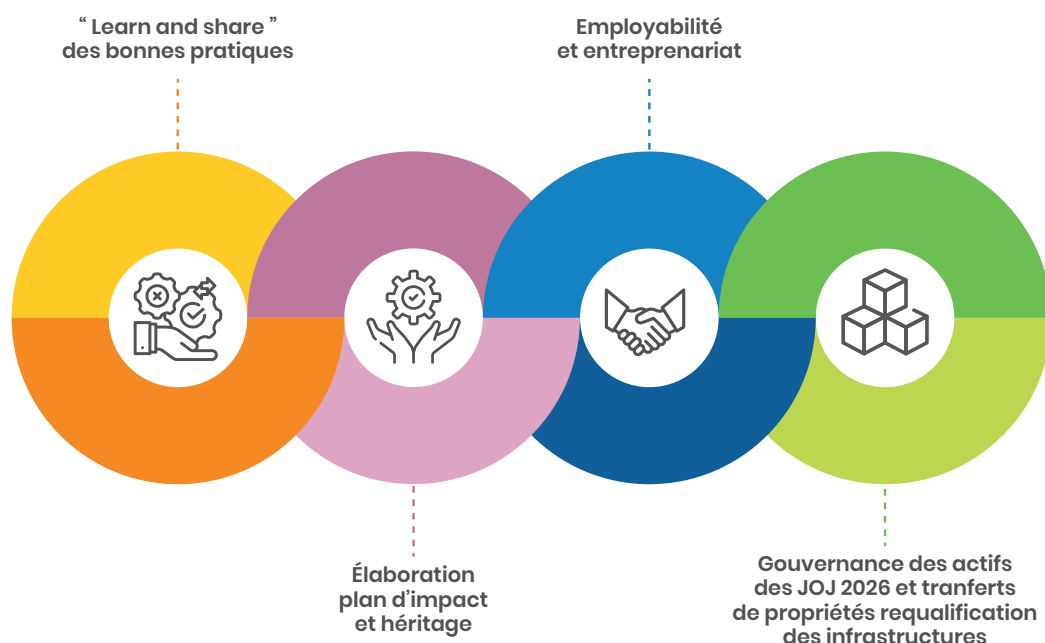 “ Learn and share ”
des bonnes pratiques
Employabilité
et entreprenariat
Élaboration
plan d’impact
et héritage
Gouvernance des actifs
des JOJ 2026 et tranferts
de propriétés requalification
des infrastructures